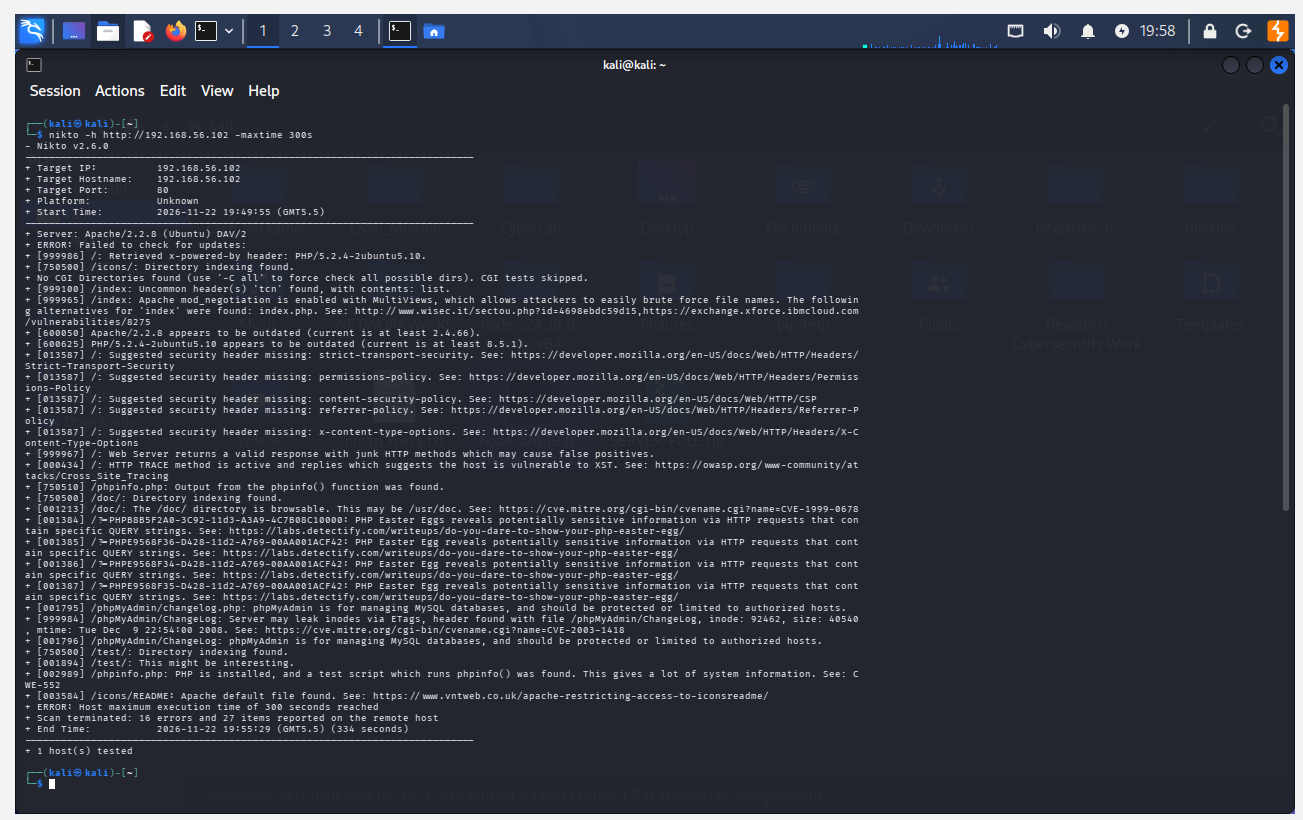 1 2 3 4 19:58
kali@kali: ~
Session Actions Edit View Help
┌──(kali㉿kali)-[~]
└─$ nikto -h http://192.168.56.102 -maxtime 300s
- Nikto v2.6.0
---------------------------------------------------------------------------
+ Target IP: 192.168.56.102
+ Target Hostname: 192.168.56.102
+ Target Port: 80
+ Platform: Unknown
+ Start Time: 2026-11-22 19:49:55 (GMT5.5)
---------------------------------------------------------------------------
+ Server: Apache/2.2.8 (Ubuntu) DAV/2
+ ERROR: Failed to check for updates:
+ [999986] /: Retrieved x-powered-by header: PHP/5.2.4-2ubuntu5.10.
+ [750500] /icons/: Directory indexing found.
+ No CGI Directories found (use '-C all' to force check all possible dirs). CGI tests skipped.
+ [999100] /index: Uncommon header(s) 'tcn' found, with contents: list.
+ [999965] /index: Apache mod_negotiation is enabled with MultiViews, which allows attackers to easily brute force file names. The followin
g alternatives for 'index' were found: index.php. See: http://www.wisec.it/sectou.php?id=4698ebdc59d15,https://exchange.xforce.ibmcloud.com
/vulnerabilities/8275
+ [600050] Apache/2.2.8 appears to be outdated (current is at least 2.4.66).
+ [600625] PHP/5.2.4-2ubuntu5.10 appears to be outdated (current is at least 8.5.1).
+ [013587] /: Suggested security header missing: strict-transport-security. See: https://developer.mozilla.org/en-US/docs/Web/HTTP/Headers/
Strict-Transport-Security
+ [013587] /: Suggested security header missing: permissions-policy. See: https://developer.mozilla.org/en-US/docs/Web/HTTP/Headers/Permiss
ions-Policy
+ [013587] /: Suggested security header missing: content-security-policy. See: https://developer.mozilla.org/en-US/docs/Web/HTTP/CSP
+ [013587] /: Suggested security header missing: referrer-policy. See: https://developer.mozilla.org/en-US/docs/Web/HTTP/Headers/Referrer-P
olicy
+ [013587] /: Suggested security header missing: x-content-type-options. See: https://developer.mozilla.org/en-US/docs/Web/HTTP/Headers/X-C
ontent-Type-Options
+ [999967] /: Web Server returns a valid response with junk HTTP methods which may cause false positives.
+ [000434] /: HTTP TRACE method is active and replies which suggests the host is vulnerable to XST. See: https://owasp.org/www-community/at
tacks/Cross_Site_Tracing
+ [750510] /phpinfo.php: Output from the phpinfo() function was found.
+ [750500] /doc/: Directory indexing found.
+ [001213] /doc/: The /doc/ directory is browsable. This may be /usr/doc. See: https://cve.mitre.org/cgi-bin/cvename.cgi?name=CVE-1999-0678
+ [001384] /?=PHPB8B5F2A0-3C92-11d3-A3A9-4C7B08C10000: PHP Easter Eggs reveals potentially sensitive information via HTTP requests that con
tain specific QUERY strings. See: https://labs.detectify.com/writeups/do-you-dare-to-show-your-php-easter-egg/
+ [001385] /?=PHPE9568F36-D428-11d2-A769-00AA001ACF42: PHP Easter Egg reveals potentially sensitive information via HTTP requests that cont
ain specific QUERY strings. See: https://labs.detectify.com/writeups/do-you-dare-to-show-your-php-easter-egg/
+ [001386] /?=PHPE9568F34-D428-11d2-A769-00AA001ACF42: PHP Easter Egg reveals potentially sensitive information via HTTP requests that cont
ain specific QUERY strings. See: https://labs.detectify.com/writeups/do-you-dare-to-show-your-php-easter-egg/
+ [001387] /?=PHPE9568F35-D428-11d2-A769-00AA001ACF42: PHP Easter Egg reveals potentially sensitive information via HTTP requests that cont
ain specific QUERY strings. See: https://labs.detectify.com/writeups/do-you-dare-to-show-your-php-easter-egg/
+ [001795] /phpMyAdmin/changelog.php: phpMyAdmin is for managing MySQL databases, and should be protected or limited to authorized hosts.
+ [999984] /phpMyAdmin/ChangeLog: Server may leak inodes via ETags, header found with file /phpMyAdmin/ChangeLog, inode: 92462, size: 40540
, mtime: Tue Dec  9 22:54:00 2008. See: https://cve.mitre.org/cgi-bin/cvename.cgi?name=CVE-2003-1418
+ [001796] /phpMyAdmin/ChangeLog: phpMyAdmin is for managing MySQL databases, and should be protected or limited to authorized hosts.
+ [750500] /test/: Directory indexing found.
+ [001894] /test/: This might be interesting.
+ [002989] /phpinfo.php: PHP is installed, and a test script which runs phpinfo() was found. This gives a lot of system information. See: C
WE-552
+ [003584] /icons/README: Apache default file found. See: https://www.vntweb.co.uk/apache-restricting-access-to-iconsreadme/
+ ERROR: Host maximum execution time of 300 seconds reached
+ Scan terminated: 16 errors and 27 items reported on the remote host
+ End Time: 2026-11-22 19:55:29 (GMT5.5) (334 seconds)
---------------------------------------------------------------------------
+ 1 host(s) tested
┌──(kali㉿kali)-[~]
└─$